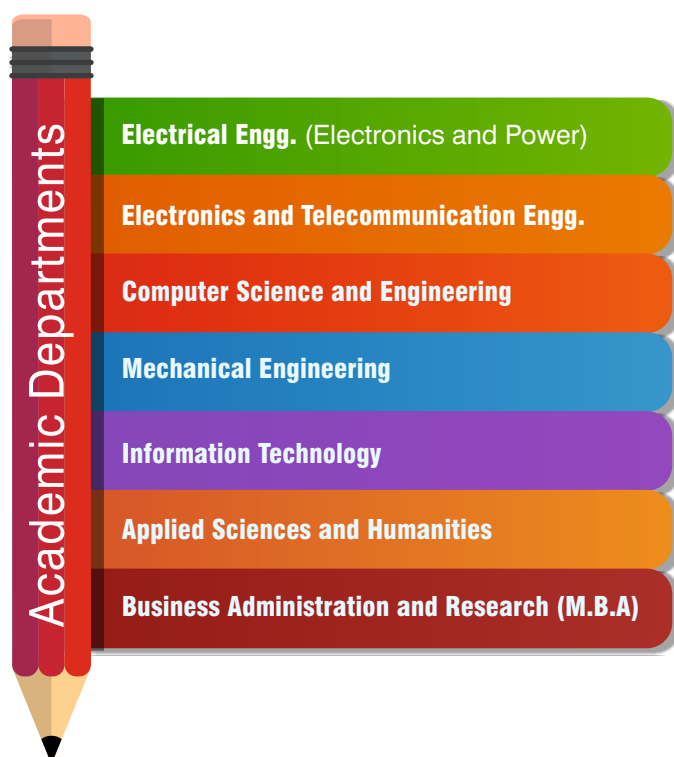 Academic Departments
Electrical Engg. (Electronics and Power)
Electronics and Telecommunication Engg.
Computer Science and Engineering
Mechanical Engineering
Information Technology
Applied Sciences and Humanities
Business Administration and Research (M.B.A)